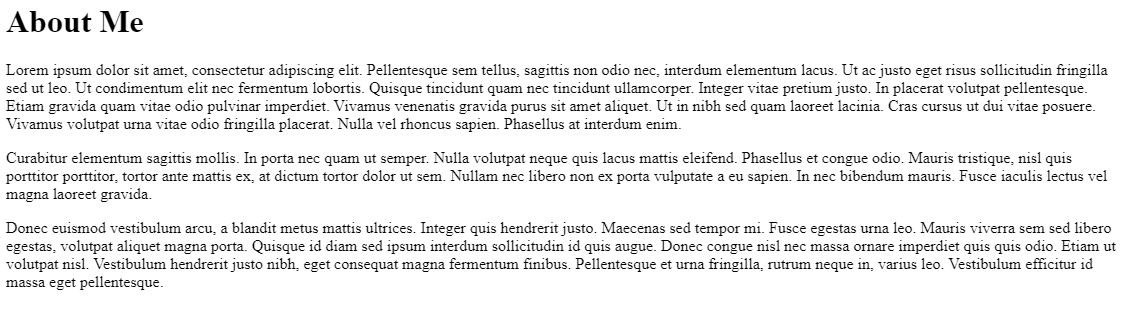 About Me
Lorem ipsum dolor sit amet, consectetur adipiscing elit. Pellentesque sem tellus, sagittis non odio nec, interdum elementum lacus. Ut ac justo eget risus sollicitudin fringilla
sed ut leo. Ut condimentum elit nec fermentum lobortis. Quisque tincidunt quam nec tincidunt ullamcorper. Integer vitae pretium justo. In placerat volutpat pellentesque.
Etiam gravida quam vitae odio pulvinar imperdiet. Vivamus venenatis gravida purus sit amet aliquet. Ut in nibh sed quam laoreet lacinia. Cras cursus ut dui vitae posuere.
Vivamus volutpat urna vitae odio fringilla placerat. Nulla vel rhoncus sapien. Phasellus at interdum enim.
Curabitur elementum sagittis mollis. In porta nec quam ut semper. Nulla volutpat neque quis lacus mattis eleifend. Phasellus et congue odio. Mauris tristique, nisl quis
porttitor porttitor, tortor ante mattis ex, at dictum tortor dolor ut sem. Nullam nec libero non ex porta vulputate a eu sapien. In nec bibendum mauris. Fusce iaculis lectus vel
magna laoreet gravida.
Donec euismod vestibulum arcu, a blandit metus mattis ultrices. Integer quis hendrerit justo. Maecenas sed tempor mi. Fusce egestas urna leo. Mauris viverra sem sed libero
egestas, volutpat aliquet magna porta. Quisque id diam sed ipsum interdum sollicitudin id quis augue. Donec congue nisl nec massa ornare imperdiet quis quis odio. Etiam ut
volutpat nisl. Vestibulum hendrerit justo nibh, eget consequat magna fermentum finibus. Pellentesque et urna fringilla, rutrum neque in, varius leo. Vestibulum efficitur id
massa eget pellentesque.